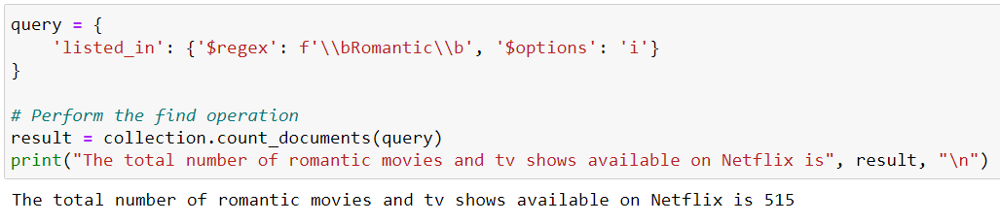 query = {
    'listed_in': {'$regex': f'\\bRomantic\\b', '$options': 'i'}
}
# Perform the find operation
result = collection.count_documents(query)
print("The total number of romantic movies and tv shows available on Netflix is", result, "\n")
The total number of romantic movies and tv shows available on Netflix is 515